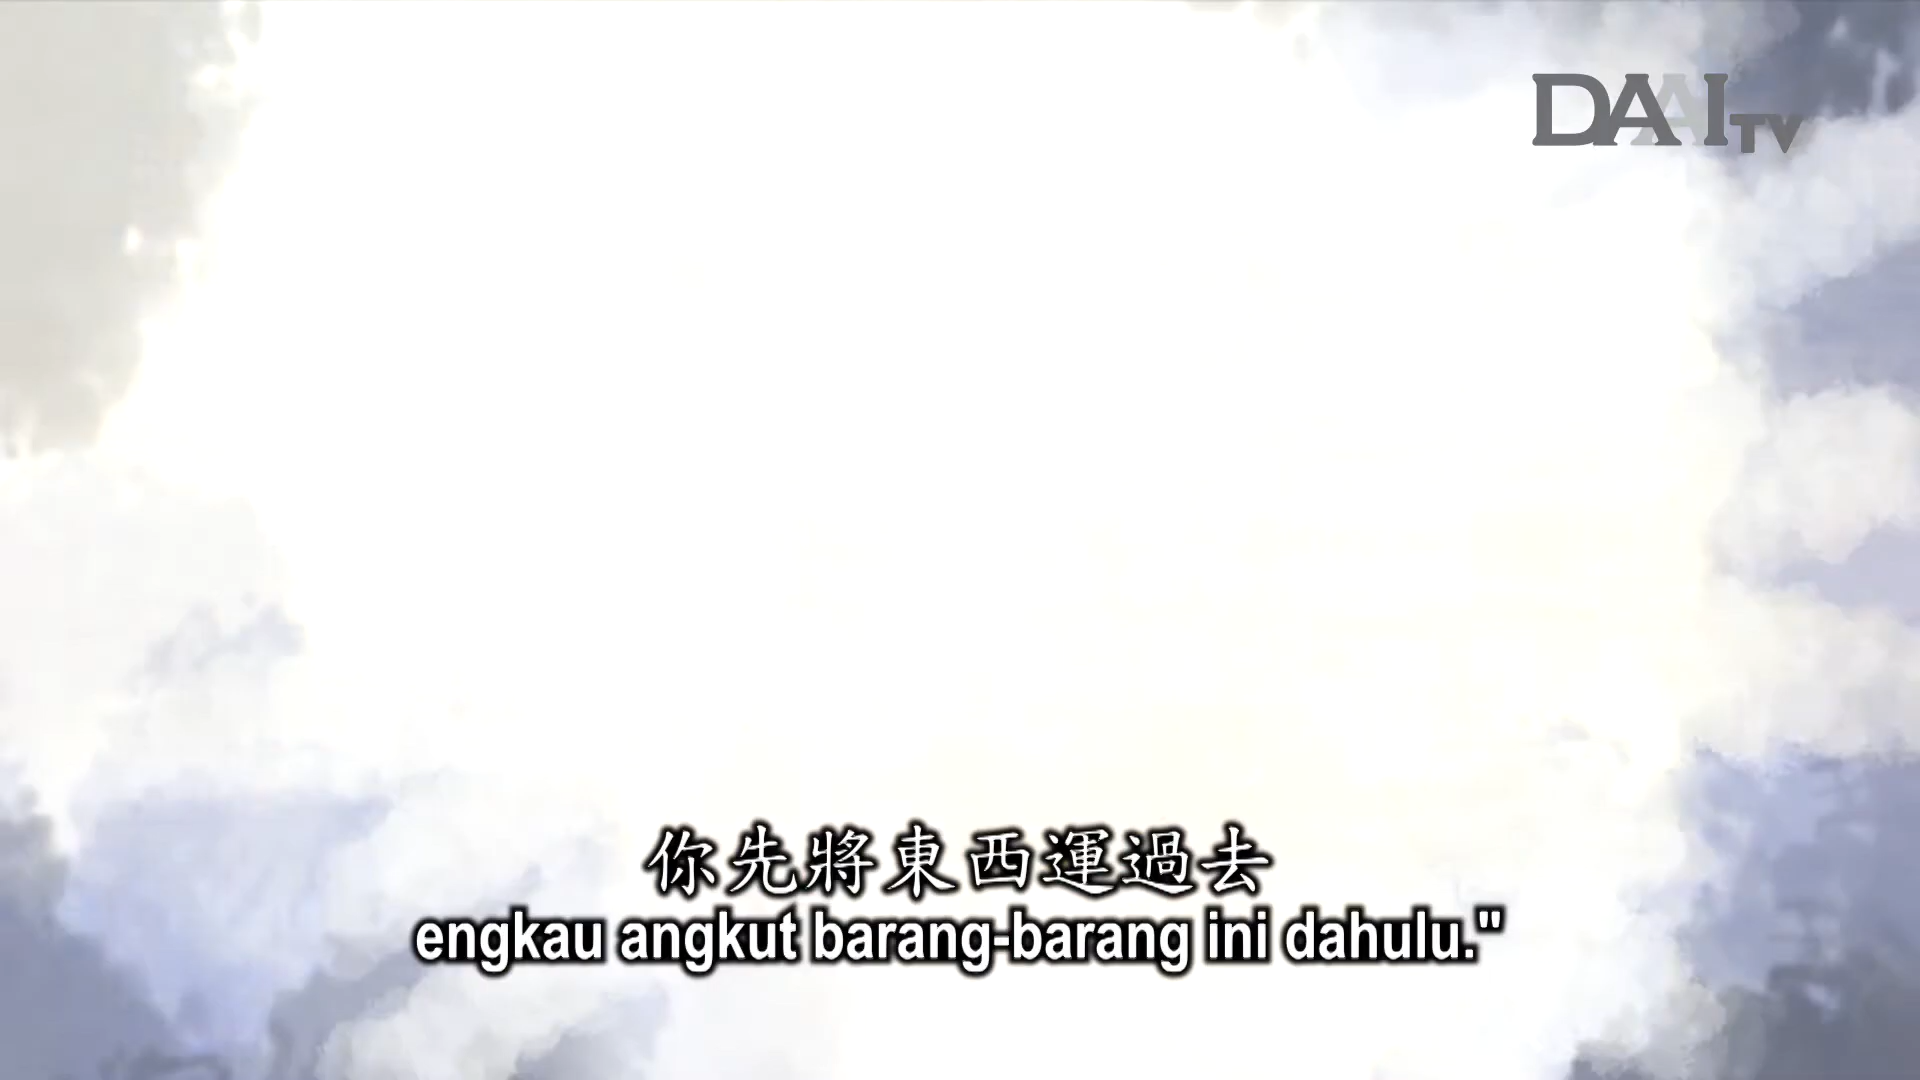 DAAI TV
你先將東西運過去
engkau angkut barang-barang ini dahulu."